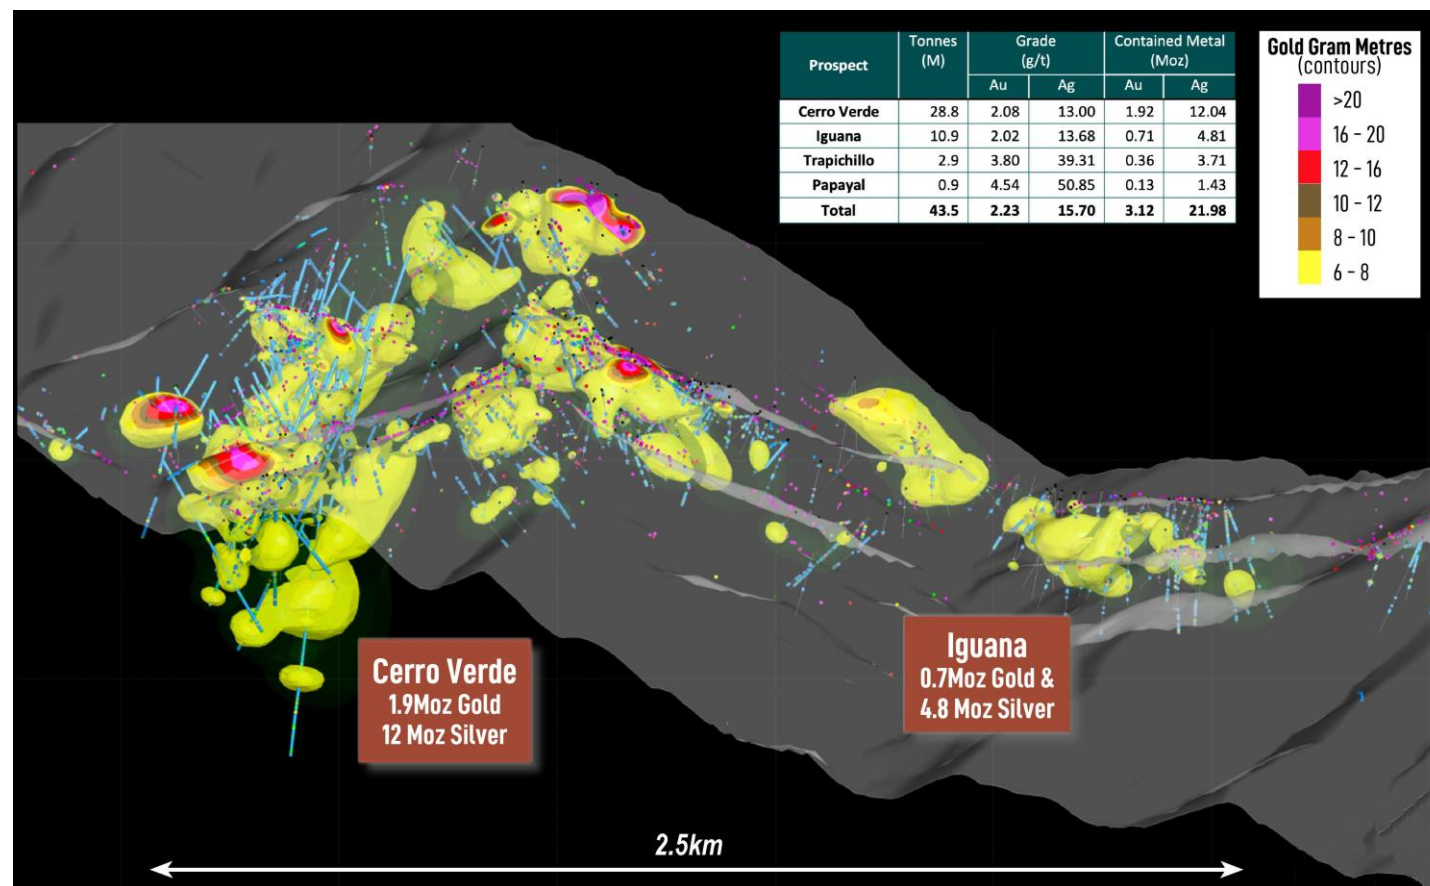 Prospect Tonnes (M) Grade (g/t) Contained Metal (Moz)
Au Ag Au Ag
Cerro Verde 28.8 2.08 13.00 1.92 12.04
Iguana 10.9 2.02 13.68 0.71 4.81
Trapichillo 2.9 3.80 39.31 0.36 3.71
Papayal 0.9 4.54 50.85 0.13 1.43
Total 43.5 2.23 15.70 3.12 21.98
Gold Gram Metres
(contours)
>20
16 – 20
12 – 16
10 – 12
8 – 10
6 – 8
Cerro Verde
1.9Moz Gold
12 Moz Silver
Iguana
0.7Moz Gold &
4.8 Moz Silver
2.5km